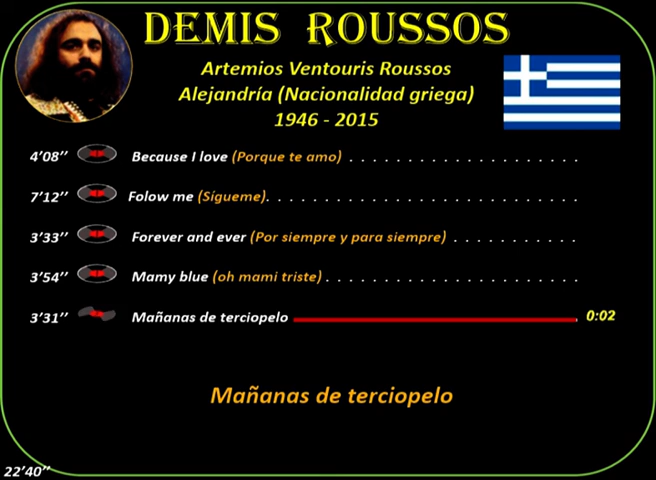 DEMIS ROUSSOS
Artemios Ventouris Roussos
Alejandría (Nacionalidad griega)
1946 - 2015
4’08’’ Because I love (Porque te amo) . . . . . . . . . . . . . . . . . . . .
7’12’’ Folow me (Sígueme). . . . . . . . . . . . . . . . . . . . . . . . . . .
3’33’’ Forever and ever (Por siempre y para siempre) . . . . . . . . . . .
3’54’’ Mamy blue (oh mami triste) . . . . . . . . . . . . . . . . . . . . . .
3’31’’ Mañanas de terciopelo . 0:02
Mañanas de terciopelo
22’40’’